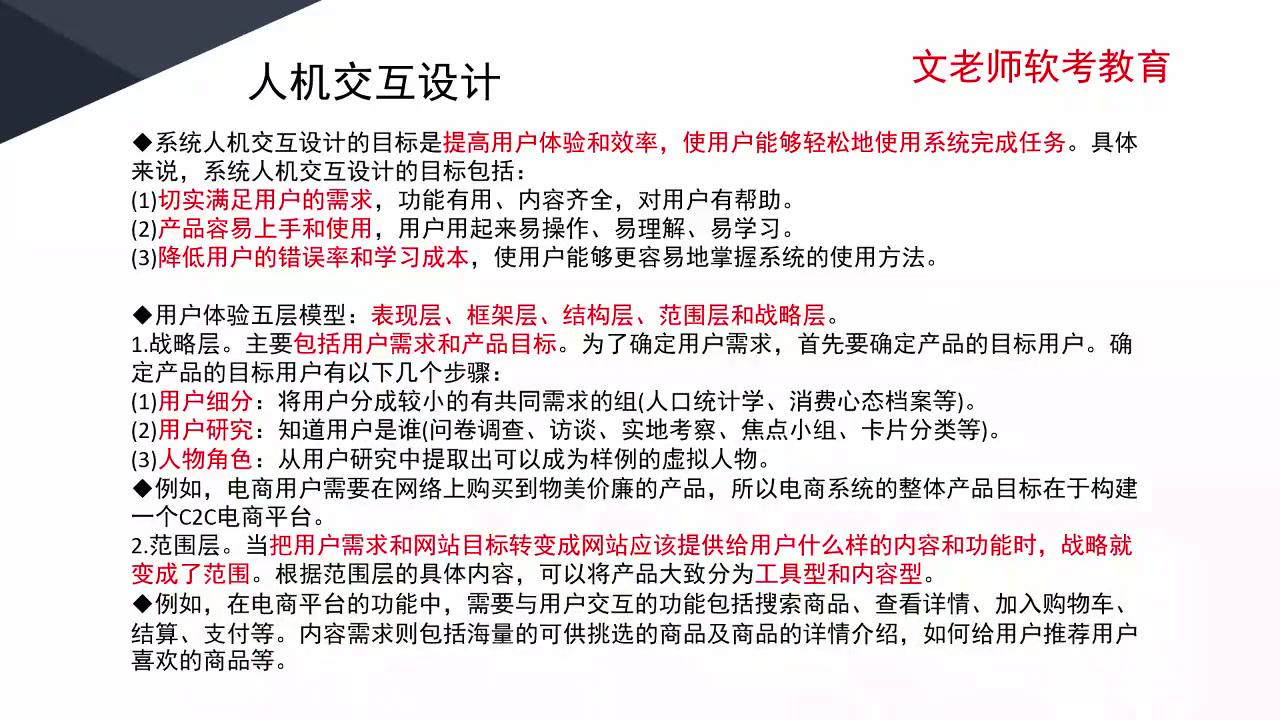 人机交互设计
文老师软考教育
◆系统人机交互设计的目标是提高用户体验和效率，使用户能够轻松地使用系统完成任务。具体
来说，系统人机交互设计的目标包括：
(1)切实满足用户的需求，功能有用、内容齐全，对用户有帮助。
(2)产品容易上手和使用，用户用起来易操作、易理解、易学习。
(3)降低用户的错误率和学习成本，使用户能够更容易地掌握系统的使用方法。
◆用户体验五层模型：表现层、框架层、结构层、范围层和战略层。
1.战略层。主要包括用户需求和产品目标。为了确定用户需求，首先要确定产品的目标用户。确
定产品的目标用户有以下几个步骤：
(1)用户细分：将用户分成较小的有共同需求的组(人口统计学、消费心态档案等)。
(2)用户研究：知道用户是谁(问卷调查、访谈、实地考察、焦点小组、卡片分类等)。
(3)人物角色：从用户研究中提取出可以成为样例的虚拟人物。
◆例如，电商用户需要在网络上购买到物美价廉的产品，所以电商系统的整体产品目标在于构建
一个C2C电商平台。
2.范围层。当把用户需求和网站目标转变成网站应该提供给用户什么样的内容和功能时，战略就
变成了范围。根据范围层的具体内容，可以将产品大致分为工具型和内容型。
◆例如，在电商平台的功能中，需要与用户交互的功能包括搜索商品、查看详情、加入购物车、
结算、支付等。内容需求则包括海量的可供挑选的商品及商品的详情介绍，如何给用户推荐用户
喜欢的商品等。